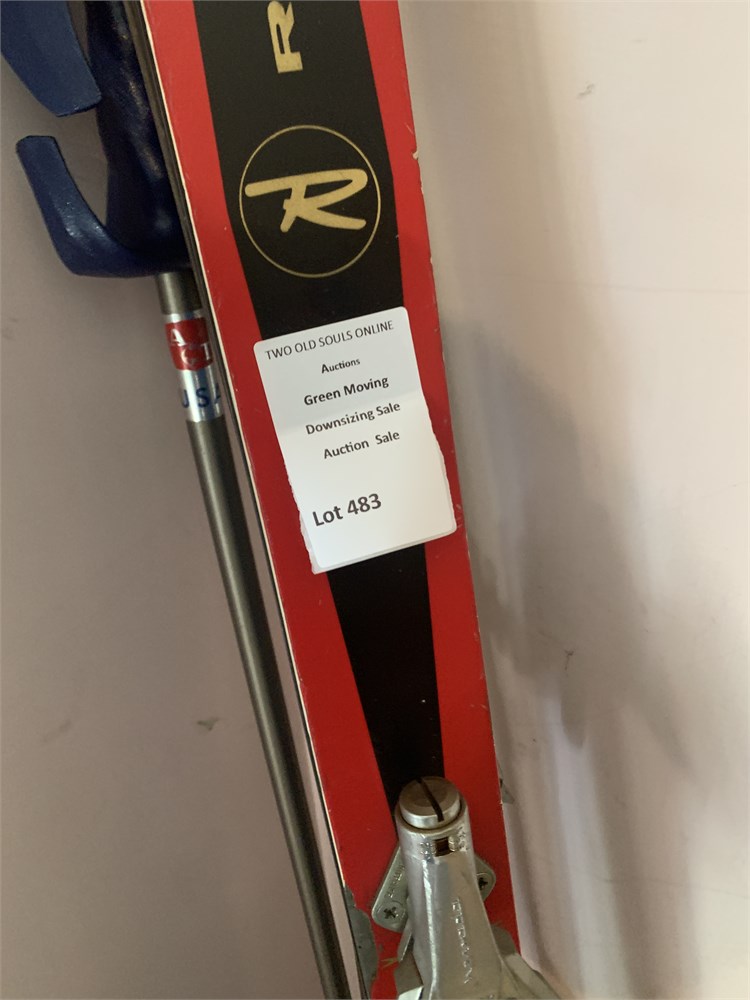 R
R
TWO OLD SOULS ONLINE
Auctions
Green Moving
Downsizing Sale
Auction Sale
Lot 483
USA